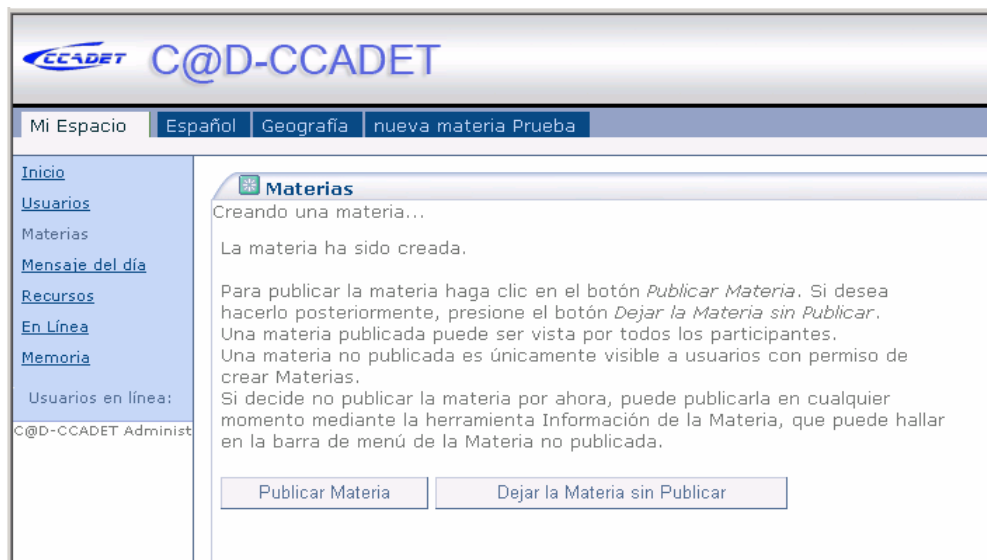 CCADET C@D-CCADET
Mi Espacio Español Geografía nueva materia Prueba
Inicio
Usuarios
Materias
Mensaje del día
Recursos
En Línea
Memoria
Usuarios en línea:
C@D-CCADET Administ
Materias
Creando una materia...
La materia ha sido creada.
Para publicar la materia haga clic en el botón Publicar Materia. Si desea
hacerlo posteriormente, presione el botón Dejar la Materia sin Publicar.
Una materia publicada puede ser vista por todos los participantes.
Una materia no publicada es únicamente visible a usuarios con permiso de
crear Materias.
Si decide no publicar la materia por ahora, puede publicarla en cualquier
momento mediante la herramienta Información de la Materia, que puede hallar
en la barra de menú de la Materia no publicada.
Publicar Materia Dejar la Materia sin Publicar